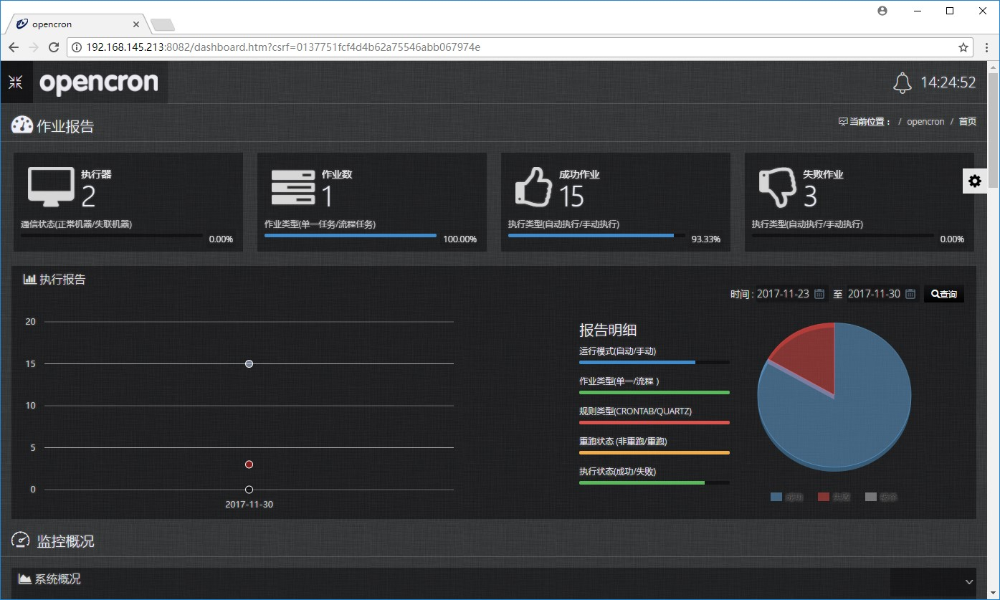 opencron
192.168.145.213:8082/dashboard.htm?csrf=0137751fcf4d4b62a75546abb067974e
opencron
14:24:52
作业报告
当前位置： / opencron / 首页
执行器
2
通信状态(正常机器/失联机器)
0.00%
作业数
1
作业类型(单一任务/流程任务)
100.00%
成功作业
15
执行类型(自动执行/手动执行)
93.33%
失败作业
3
执行类型(自动执行/手动执行)
0.00%
执行报告
时间 : 2017-11-23 至 2017-11-30 查询
20
15
10
5
0
2017-11-30
报告明细
运行模式(自动/手动)
作业类型(单一/流程 )
规则类型(CRONTAB/QUARTZ)
重跑状态 (非重跑/重跑)
执行状态(成功/失败)
成功 失败
监控概况
系统概况